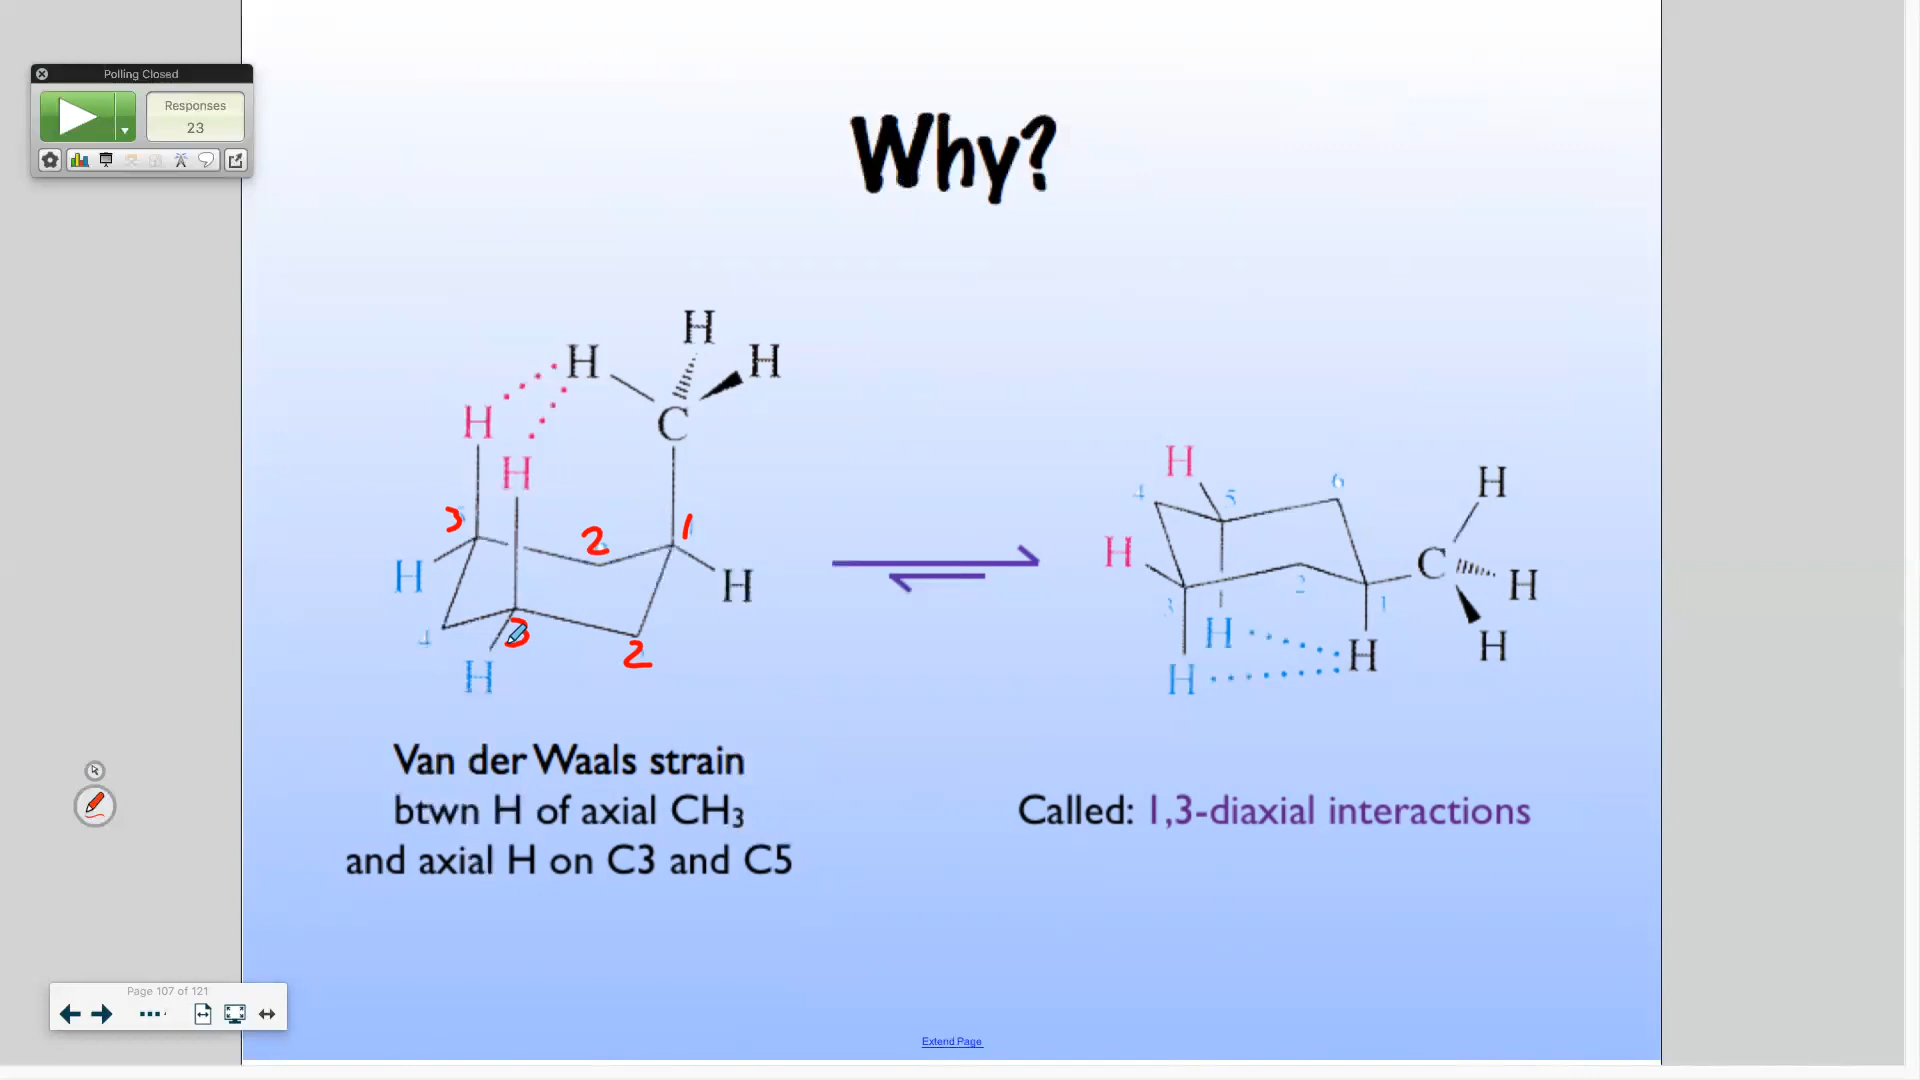 Polling Closed
Responses
23
Why?
H
H
H
H
C
H
3
2
1
H
H
3
4
2
H
H
4
5
6
H
H
C
H
3
2
1
H
H
H
H
Van der Waals strain
btwn H of axial CH₃
and axial H on C3 and C5
Called: 1,3-diaxial interactions
Page 107 of 121
Extend Page